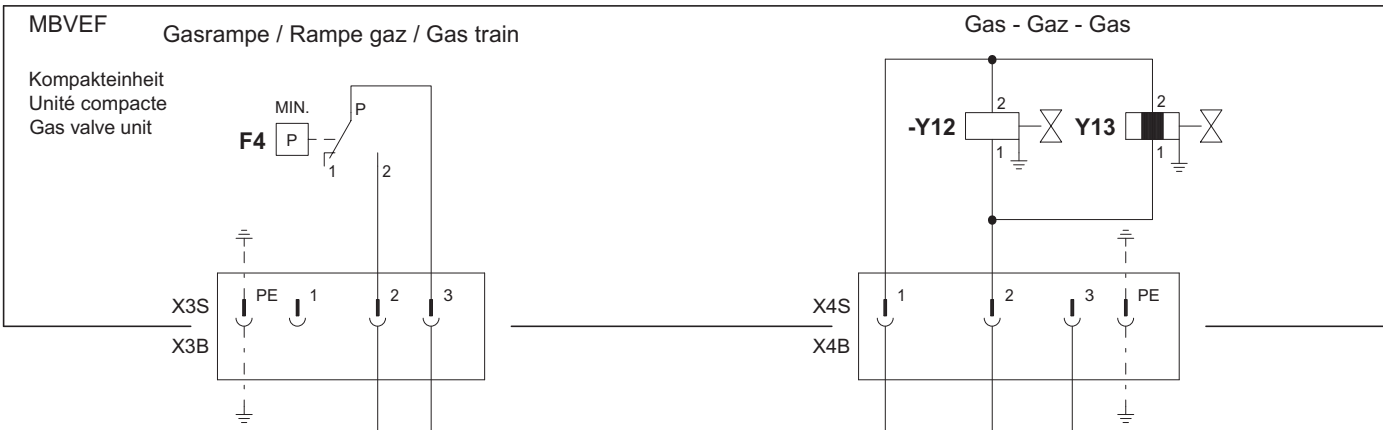 MBVEF
Gasrampe / Rampe gaz / Gas train
Gas - Gaz - Gas
Kompakteinheit
Unité compacte
Gas valve unit
MIN.
P
F4
P
1
2
-Y12
2
1
Y13
2
1
X3S
PE
1
2
3
X3B
X4S
1
2
3
PE
X4B